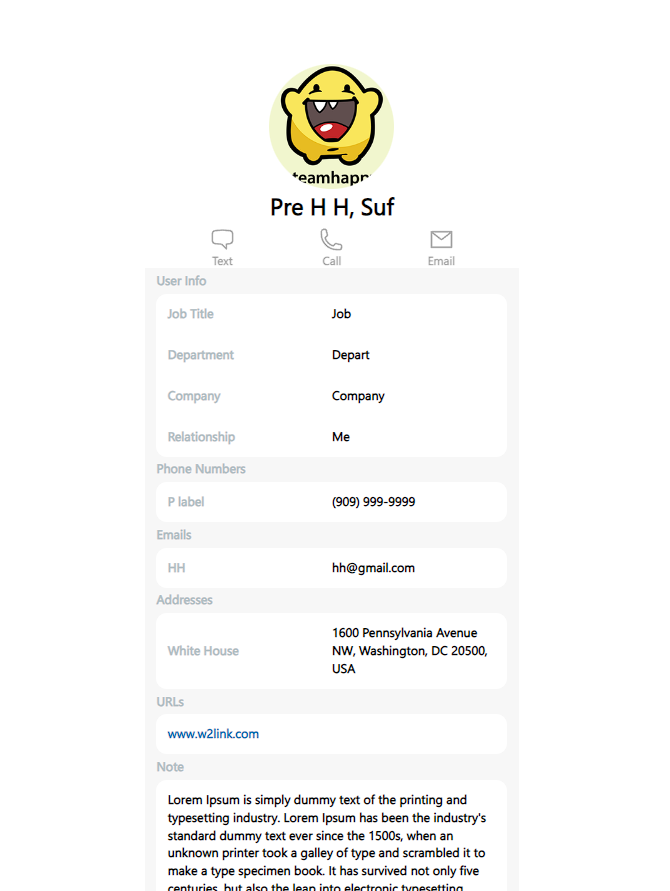 teamhapp
Pre H H, Suf
Text Call Email
User Info
Job Title Job
Department Depart
Company Company
Relationship Me
Phone Numbers
P label (909) 999-9999
Emails
HH hh@gmail.com
Addresses
White House
1600 Pennsylvania Avenue
NW, Washington, DC 20500,
USA
URLs
www.w2link.com
Note
Lorem Ipsum is simply dummy text of the printing and
typesetting industry. Lorem Ipsum has been the industry's
standard dummy text ever since the 1500s, when an
unknown printer took a galley of type and scrambled it to
make a type specimen book. It has survived not only five
centuries, but also the leap into electronic typesetting,